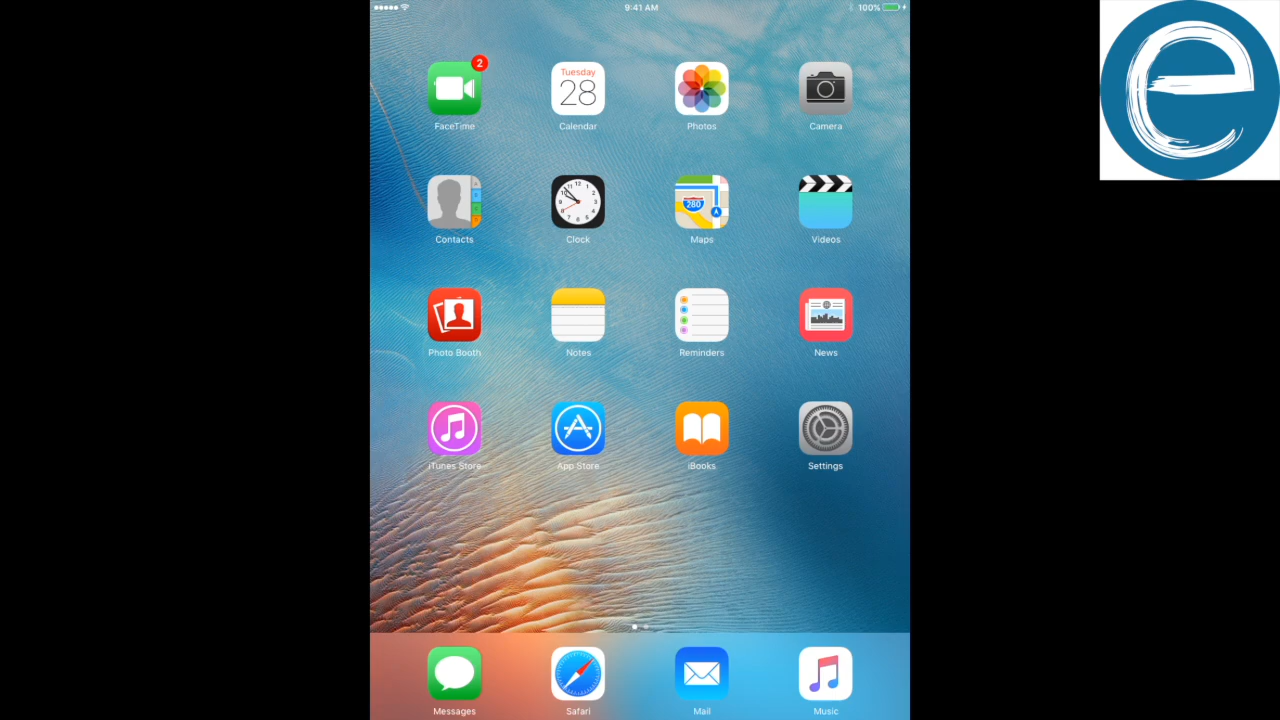 9:41 AM 100%
2
Tuesday
28
FaceTime Calendar Photos Camera
12
280
Contacts Clock Maps Videos
Photo Booth Notes Reminders News
iTunes Store App Store iBooks Settings
Messages Safari Mail Music
e